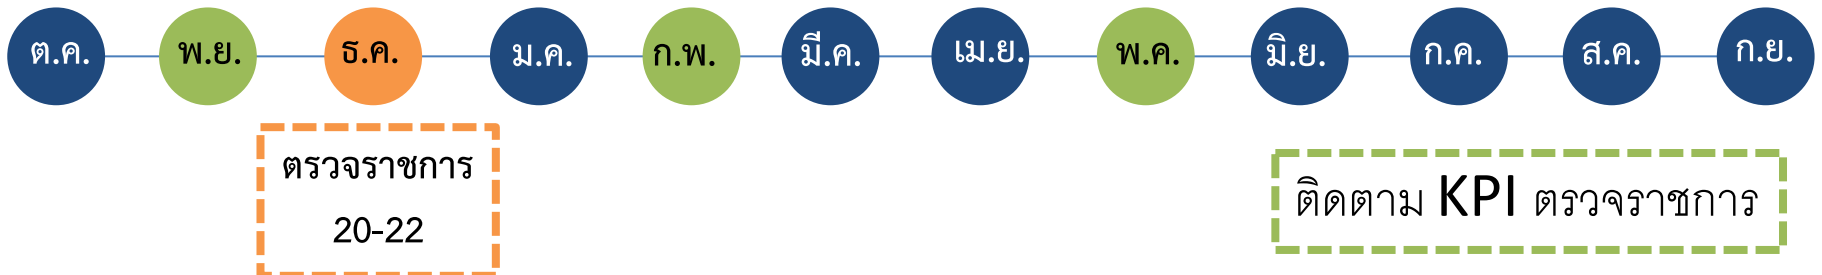 ต.ค. พ.ย. ธ.ค. ม.ค. ก.พ. มี.ค. เม.ย. พ.ค. มิ.ย. ก.ค. ส.ค. ก.ย.
ตรวจราชการ
20-22
ติดตาม KPI ตรวจราชการ